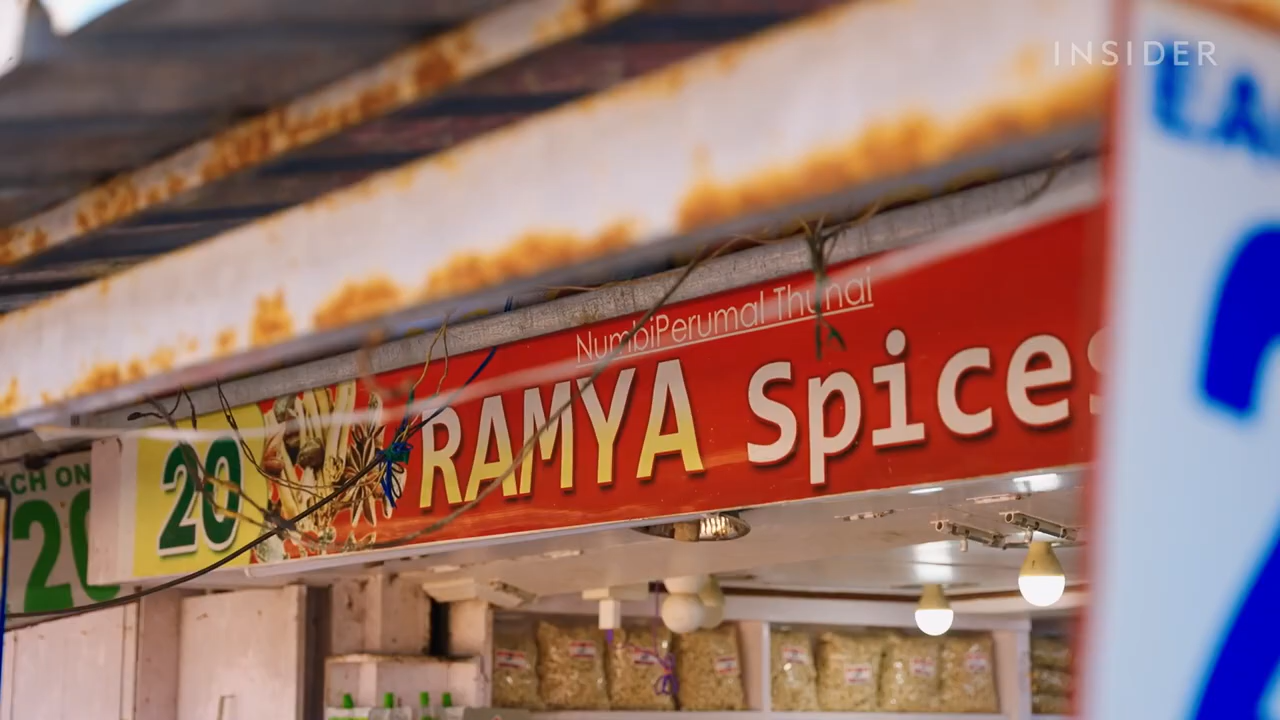 INSIDER
NumbiPerumal Thunai
RAMYA Spices
20
ACH ON
20